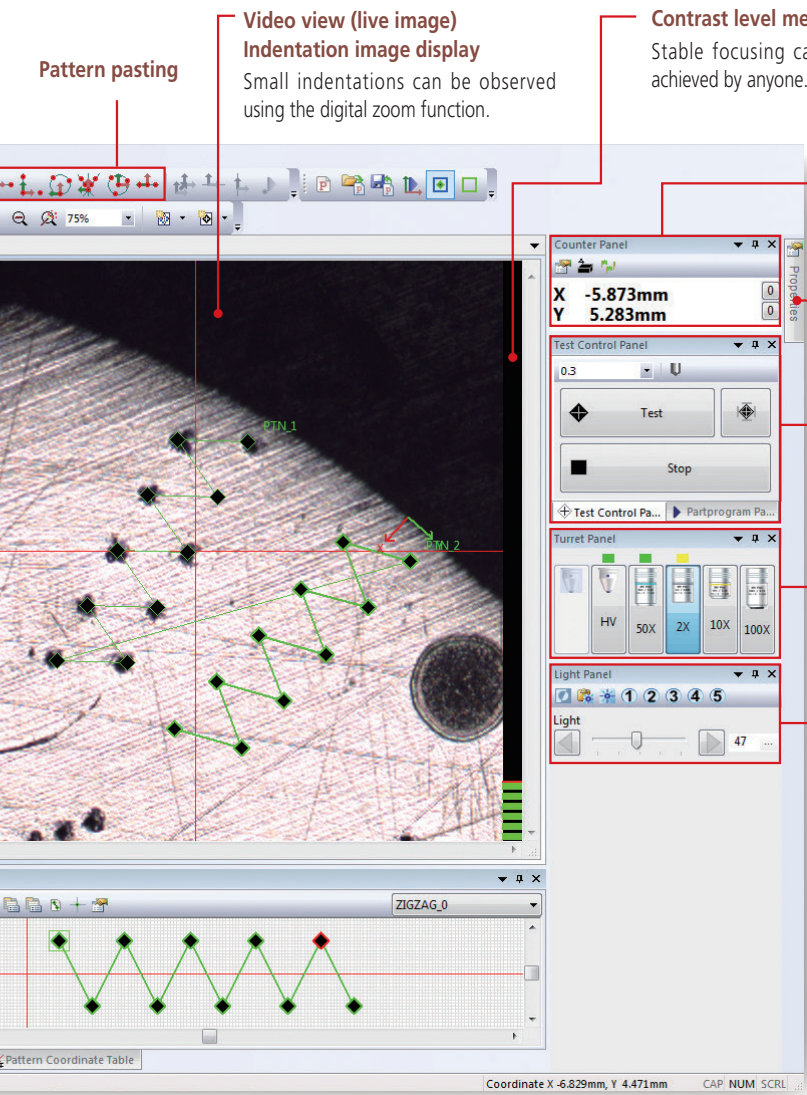 Video view (live image)
Indentation image display
Small indentations can be observed
using the digital zoom function.
Contrast level me
Stable focusing ca
achieved by anyone.
Pattern pasting
75%
Counter Panel
X -5.873mm 0
Y 5.283mm 0
Properties
Test Control Panel
0.3
Test
Stop
Test Control Pa... Partprogram Pa...
Turret Panel
HV 50X 2X 10X 100X
Light Panel
1 2 3 4 5
Light
47 ...
PTN_1
X
PTN_2
ZIGZAG_0
Pattern Coordinate Table
Coordinate X -6.829mm, Y 4.471mm CAP NUM SCRL